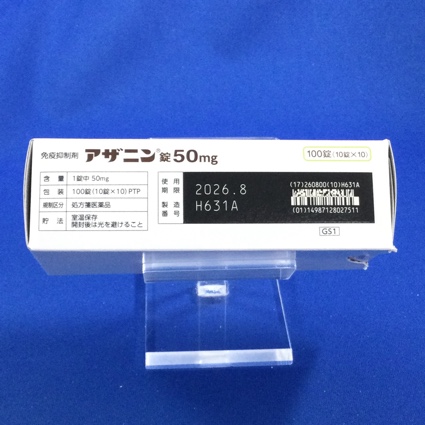 免疫抑制剤 アザニン®錠50mg
100錠(10錠×10)
含 量 1錠中 50mg
包 装 100錠(10錠×10)PTP
規制区分 処方箋医薬品
貯 法 室温保存
開封後は光を避けること
使用期限 2026.8
製造番号 H631A
(17)260800(10)H631A
(01)14987128027511
GS1